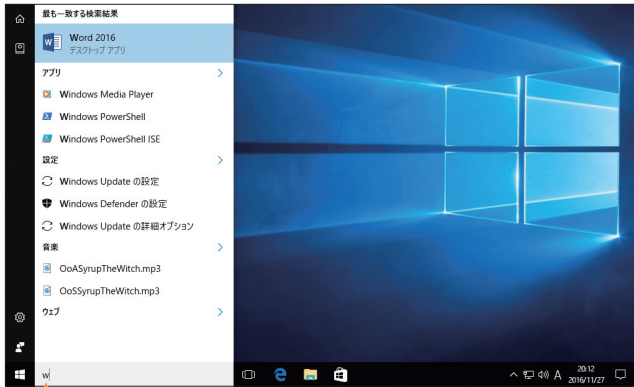 最も一致する検索結果
Word 2016
デスクトップ アプリ
アプリ
Windows Media Player
Windows PowerShell
Windows PowerShell ISE
設定
Windows Update の設定
Windows Defender の設定
Windows Update の詳細オプション
音楽
OoASyrupTheWitch.mp3
OoSSyrupTheWitch.mp3
ウェブ
w
A
20:12
2016/11/27